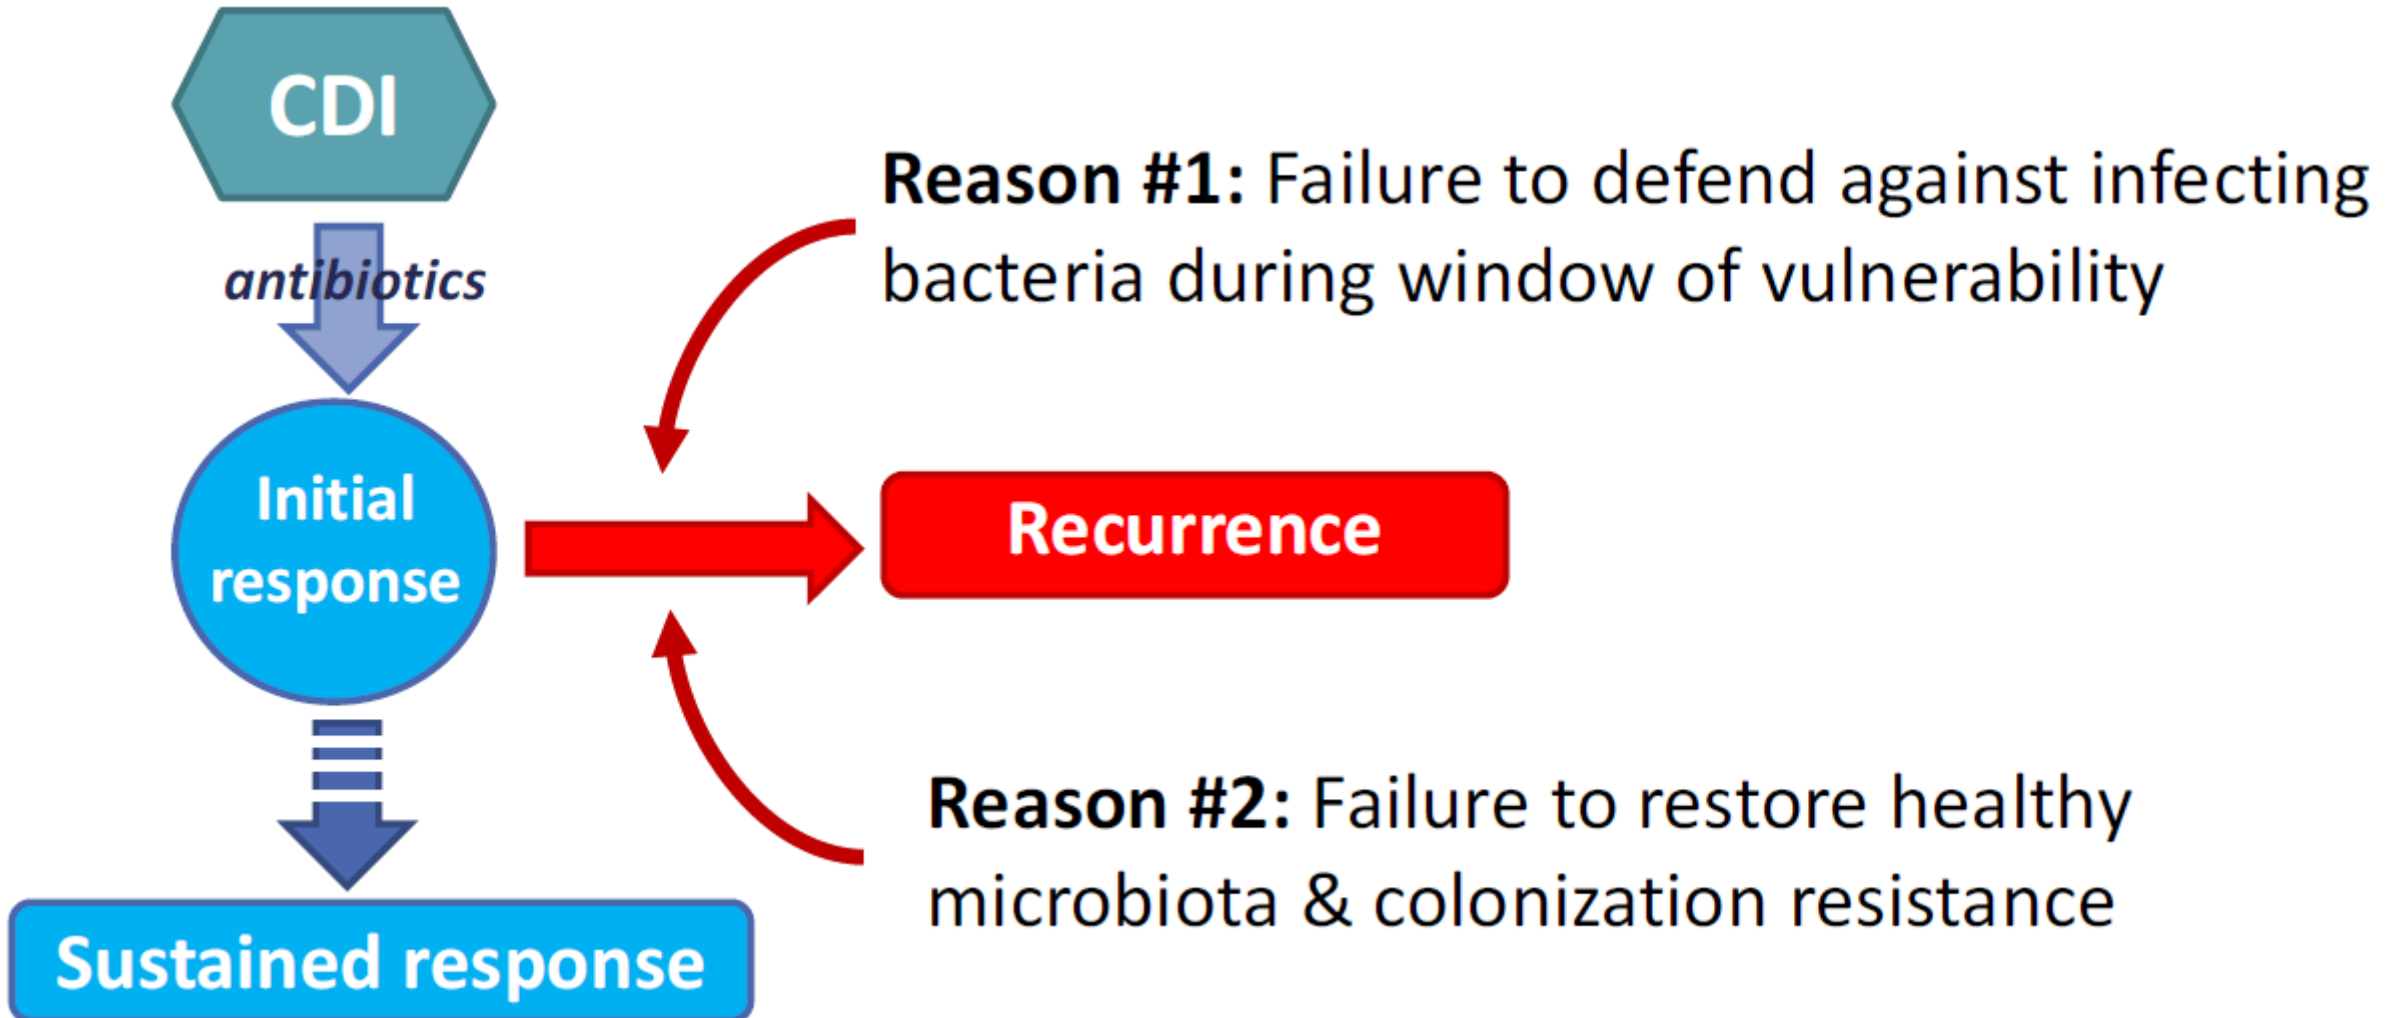 CDI
antibiotics
Initial
response
Sustained response
Reason #1: Failure to defend against infecting
bacteria during window of vulnerability
Recurrence
Reason #2: Failure to restore healthy
microbiota & colonization resistance